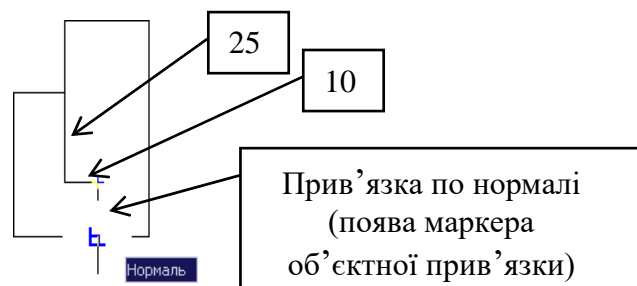 25
10
Прив’язка по нормалі
(поява маркера
об’єктної прив’язки)
Нормаль